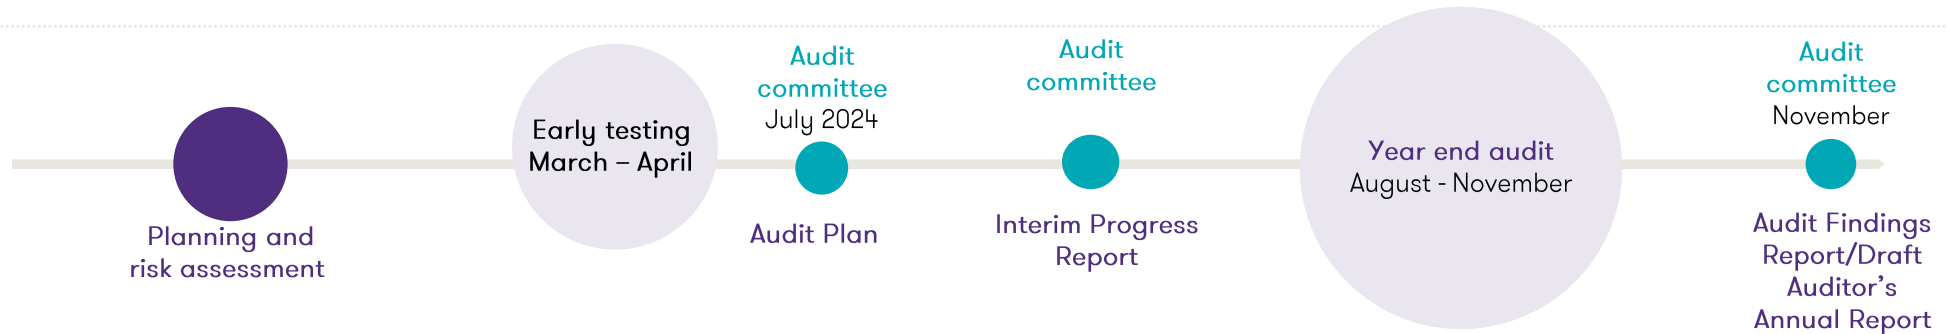 Planning and
risk assessment
Early testing
March – April
Audit
committee
July 2024
Audit Plan
Audit
committee
Interim Progress
Report
Year end audit
August - November
Audit
committee
November
Audit Findings
Report/Draft
Auditor’s
Annual Report